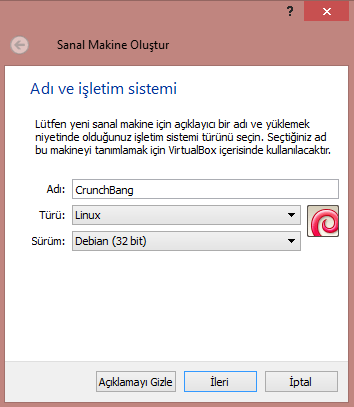 Sanal Makine Oluştur
Adı ve işletim sistemi
Lütfen yeni sanal makine için açıklayıcı bir adı ve yüklemek
niyetinde olduğunuz işletim sistemi türünü seçin. Seçtiğiniz ad
bu makineyi tanımlamak için VirtualBox içerisinde kullanılacaktır.
Adı: CrunchBang
Türü: Linux
Sürüm: Debian (32 bit)
Açıklamayı Gizle İleri İptal